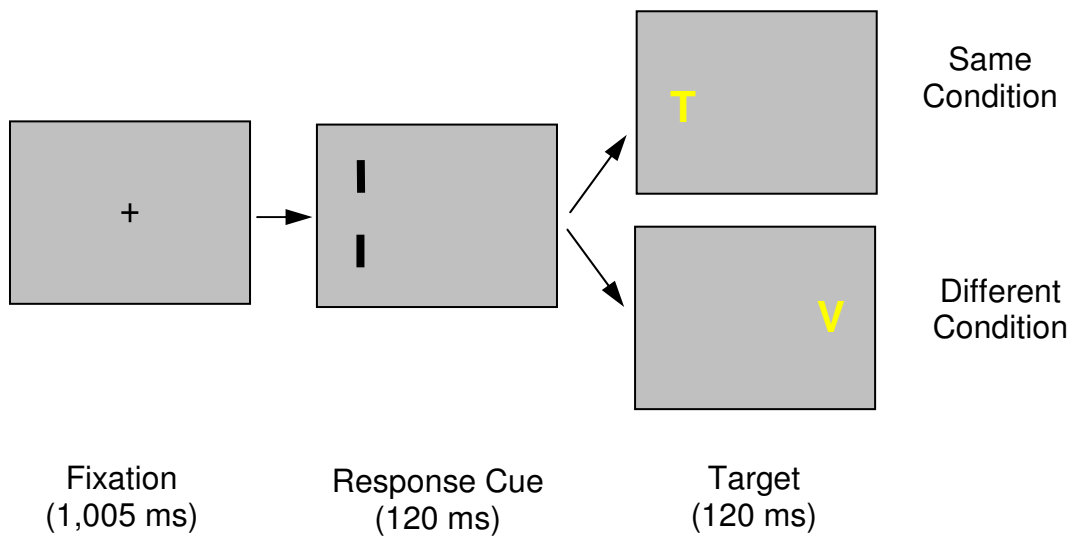 +
T
Same
Condition
V
Different
Condition
Fixation
(1,005 ms)
Response Cue
(120 ms)
Target
(120 ms)